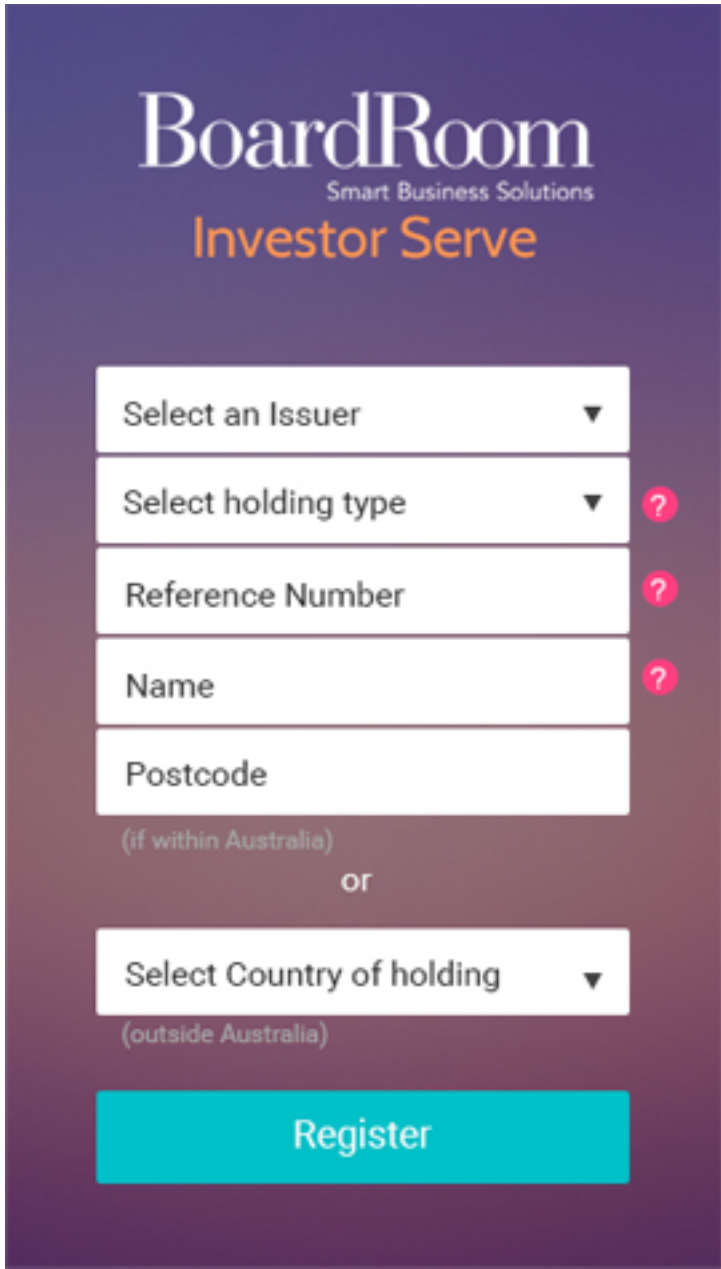 BoardRoom
Smart Business Solutions
Investor Serve
Select an Issuer
Select holding type
?
Reference Number
?
Name
?
Postcode
(if within Australia)
or
Select Country of holding
(outside Australia)
Register